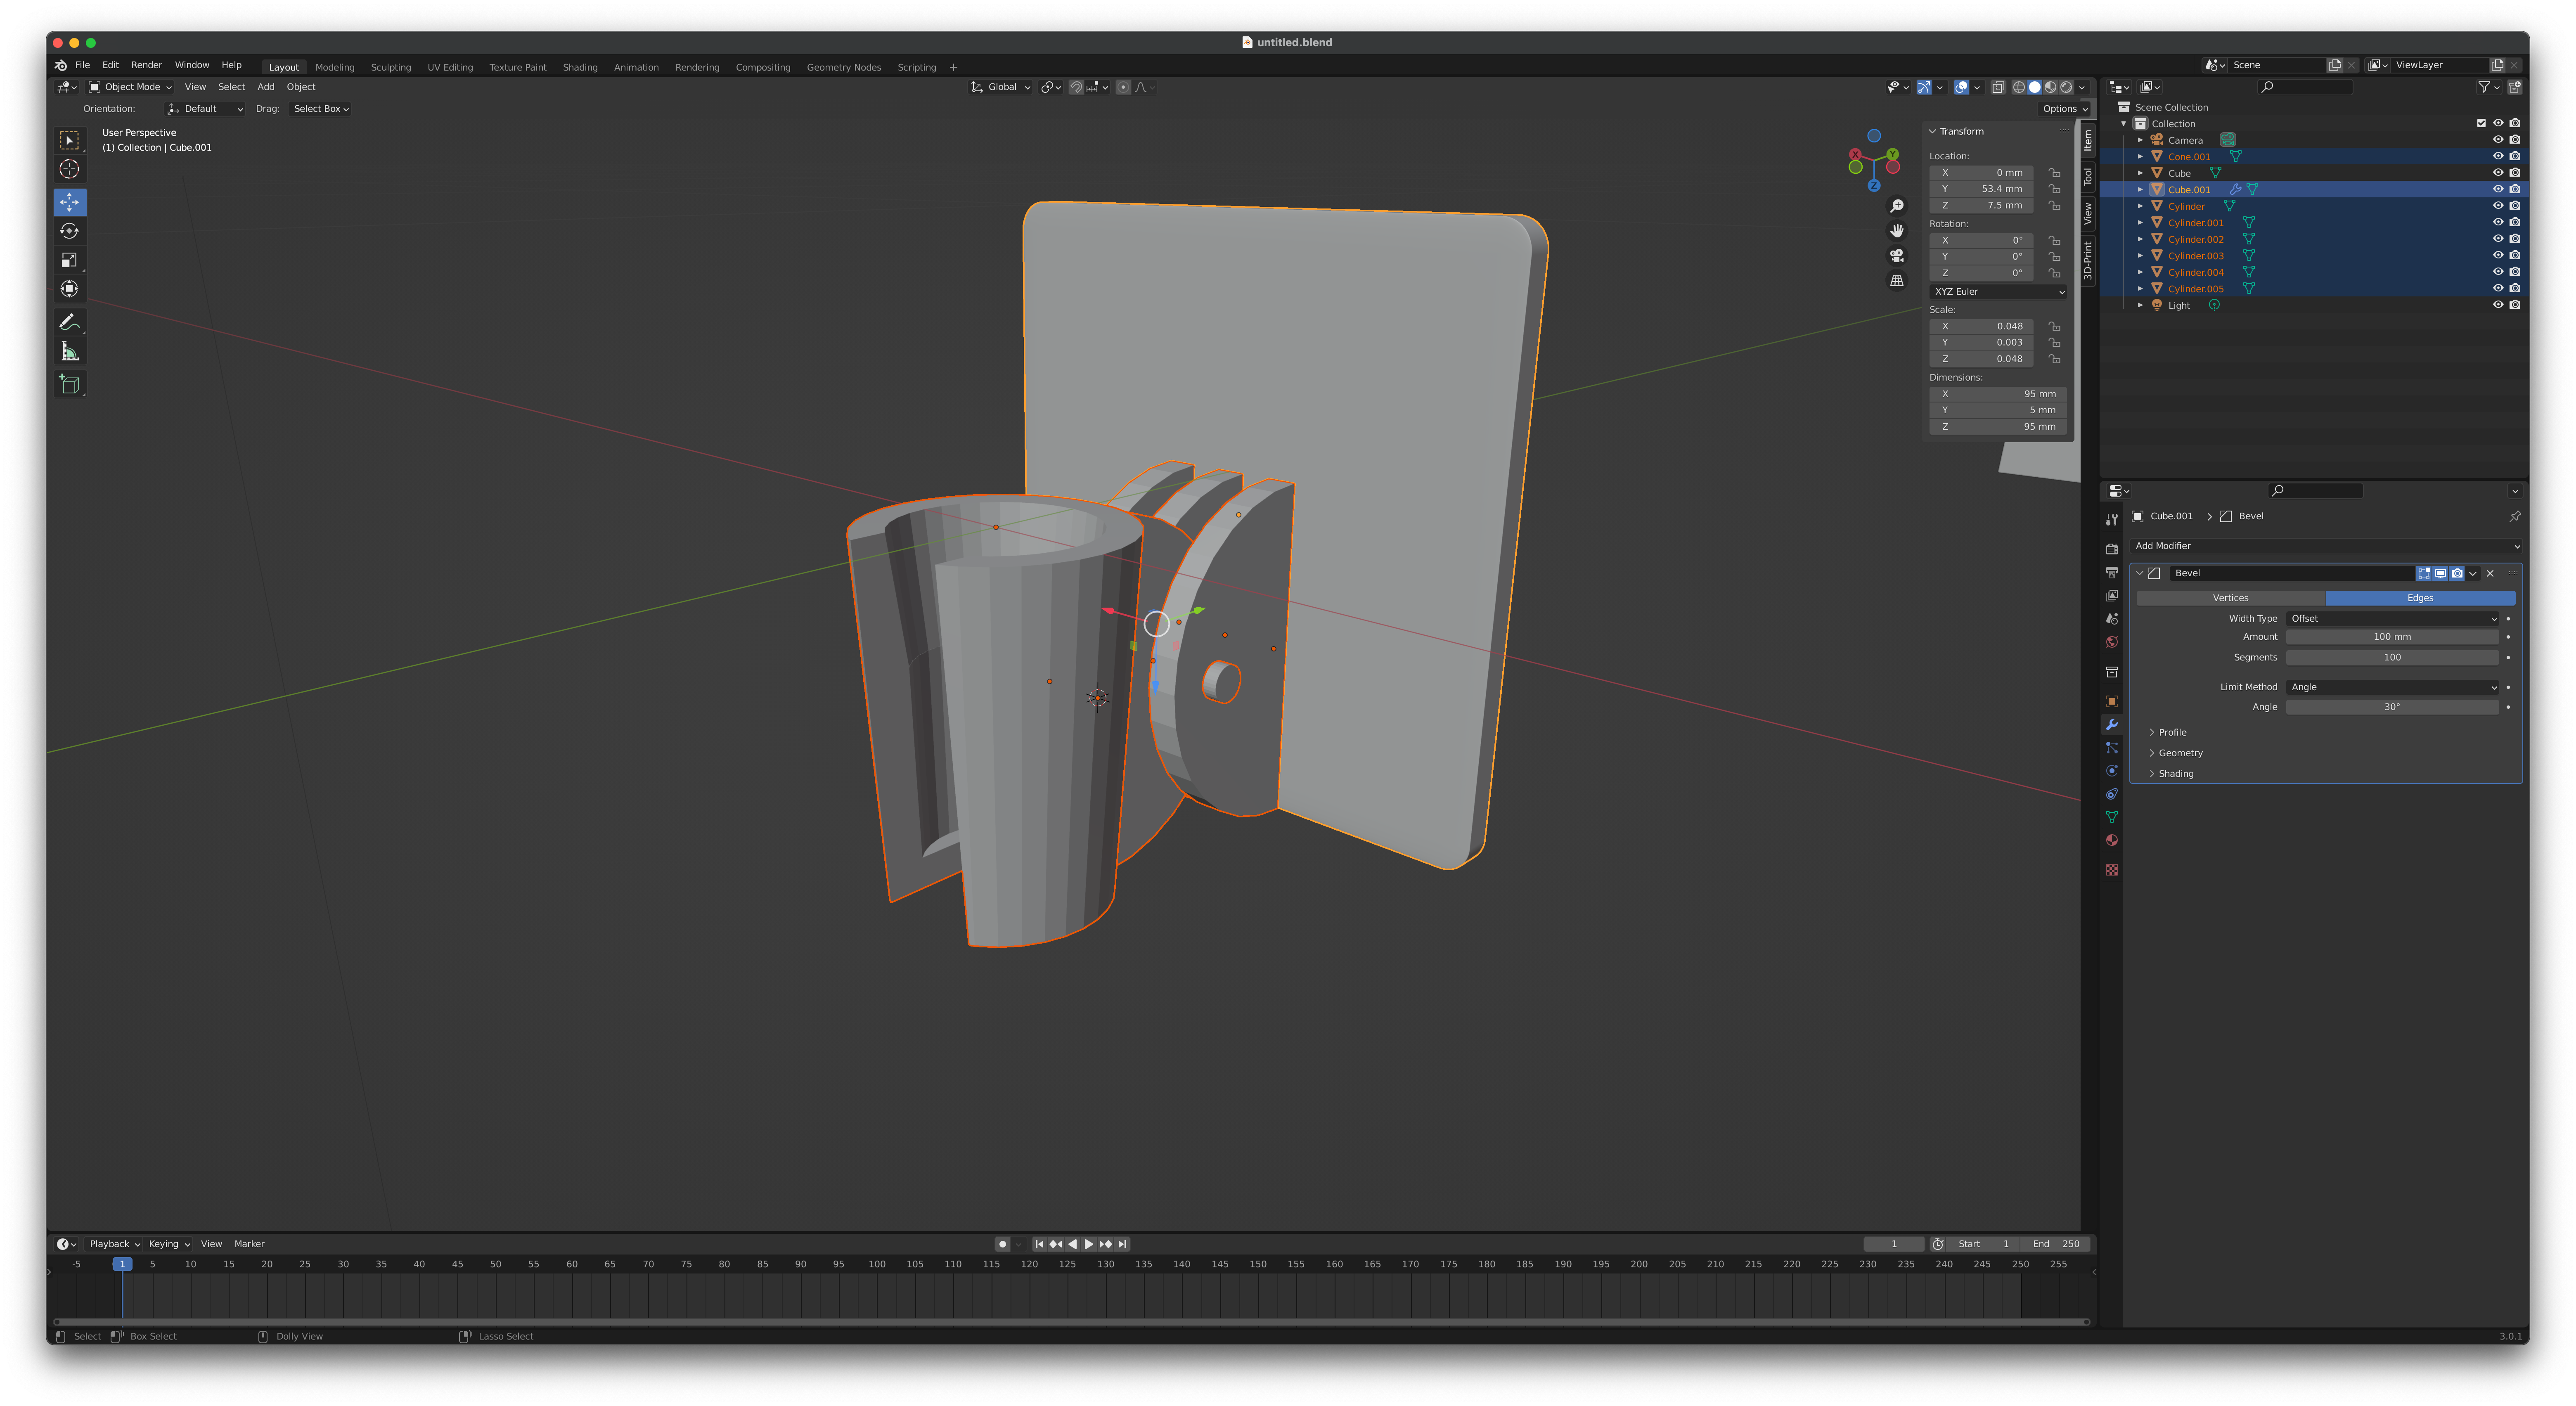 untitled.blend
File Edit Render Window Help Layout Modeling Sculpting UV Editing Texture Paint Shading Animation Rendering Compositing Geometry Nodes Scripting + Scene ViewLayer
Object Mode View Select Add Object Global
Orientation: Default Drag: Select Box Options
User Perspective
(1) Collection | Cube.001
X Y Z
Transform
Location:
X 0 mm
Y 53.4 mm
Z 7.5 mm
Rotation:
X 0°
Y 0°
Z 0°
XYZ Euler
Scale:
X 0.048
Y 0.003
Z 0.048
Dimensions:
X 95 mm
Y 5 mm
Z 95 mm
Item
Tool
View
3D-Print
Scene Collection
Collection
Camera
Cone.001
Cube
Cube.001
Cylinder
Cylinder.001
Cylinder.002
Cylinder.003
Cylinder.004
Cylinder.005
Light
Cube.001 > Bevel
Add Modifier
Bevel
Vertices Edges
Width Type Offset
Amount 100 mm
Segments 100
Limit Method Angle
Angle 30°
Profile
Geometry
Shading
Playback Keying View Marker 1 Start 1 End 250
-5 1 5 10 15 20 25 30 35 40 45 50 55 60 65 70 75 80 85 90 95 100 105 110 115 120 125 130 135 140 145 150 155 160 165 170 175 180 185 190 195 200 205 210 215 220 225 230 235 240 245 250 255
Select Box Select Dolly View Lasso Select 3.0.1